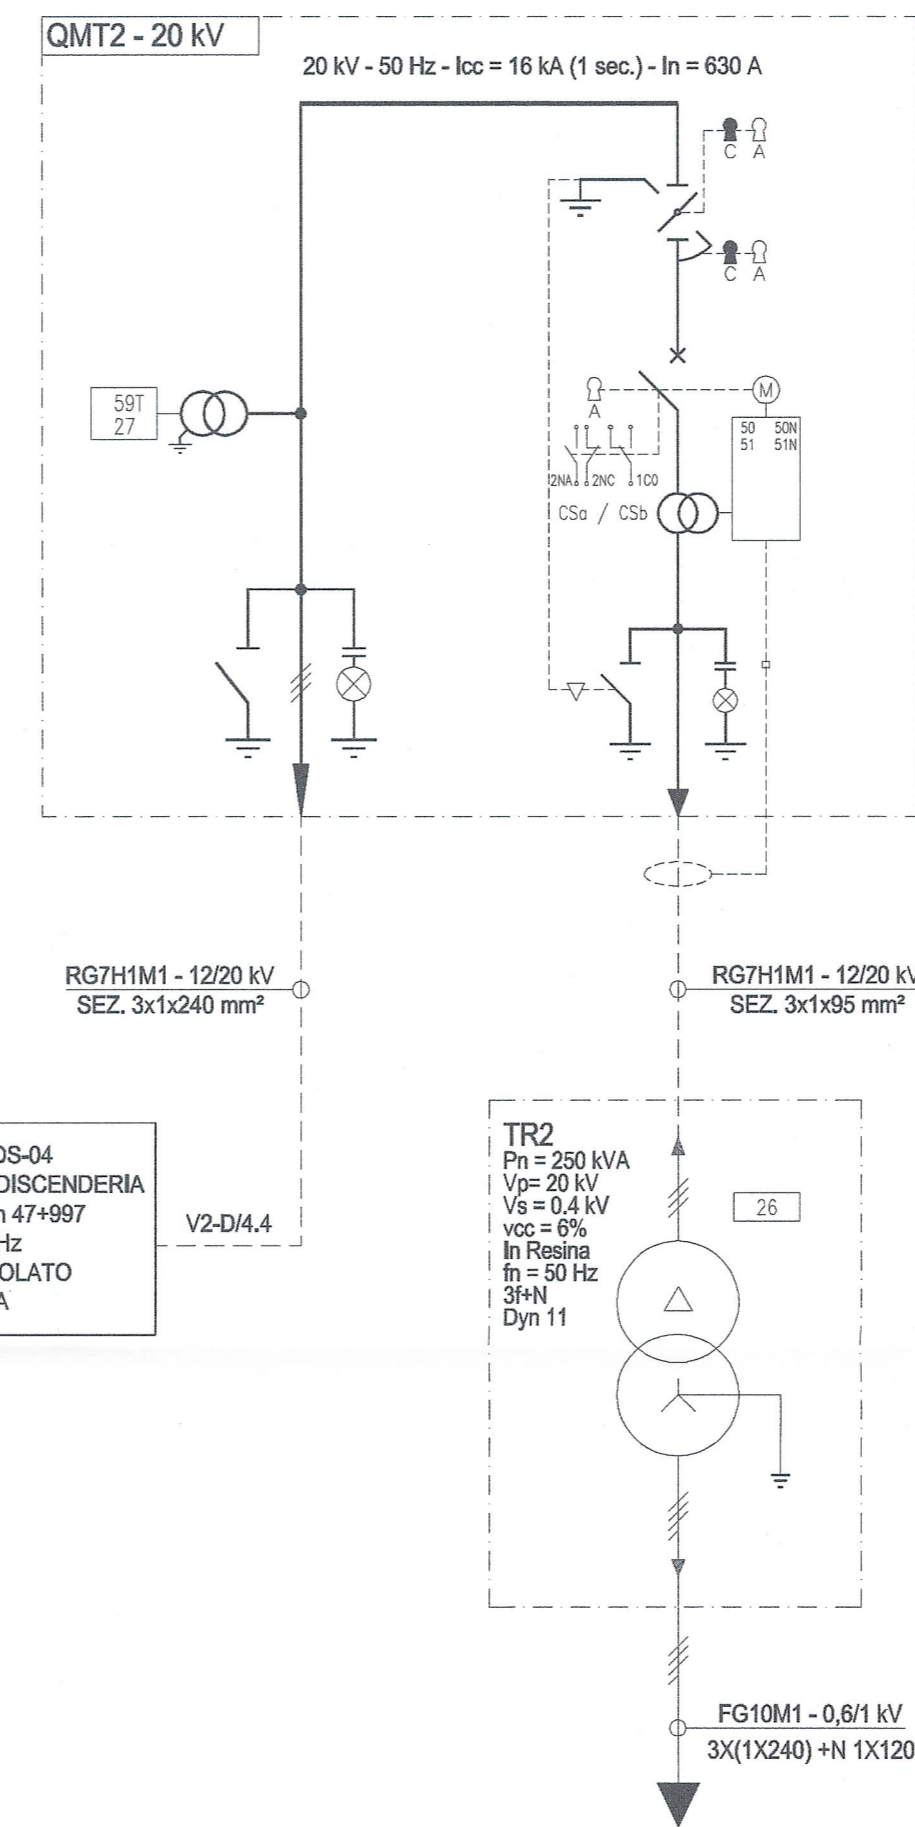 QMT2 - 20 kV
20 kV - 50 Hz - Icc = 16 kA (1 sec.) - In = 630 A
C A
C A
59T
27
A
M
50 50N
51 51N
2NA 2NC 1CO
CSa / CSb
RG7H1M1 - 12/20 kV
SEZ. 3x1x240 mm²
RG7H1M1 - 12/20 kV
SEZ. 3x1x95 mm²
DS-04
DISCENDERIA
47+997
Hz
OLATO
A
V2-D/4.4
TR2
Pn = 250 kVA
Vp= 20 kV
Vs = 0.4 kV
vcc = 6%
In Resina
fn = 50 Hz
3f+N
Dyn 11
26
FG10M1 - 0,6/1 kV
3X(1X240) +N 1X120